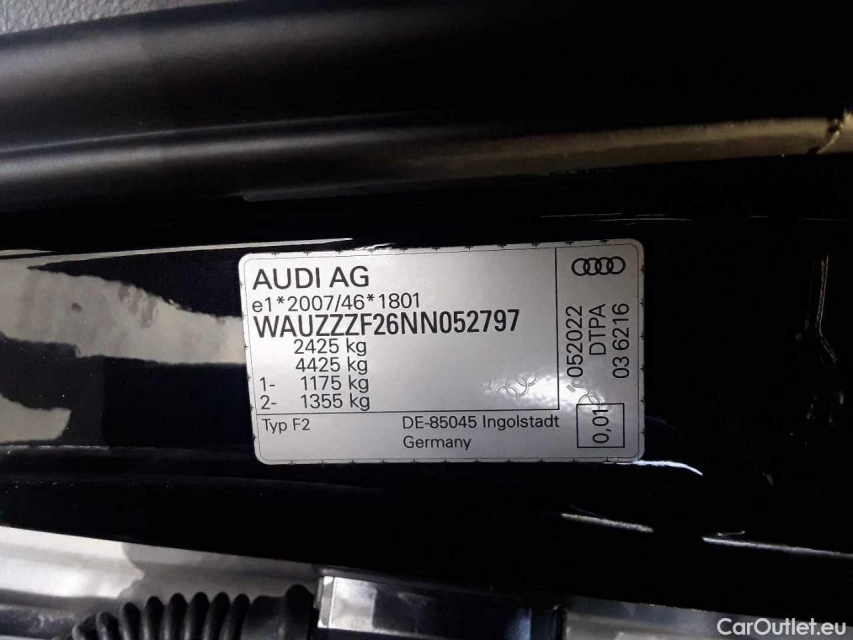 AUDI AG
e1*2007/46*1801
WAUZZZF26NN052797
2425 kg
4425 kg
1- 1175 kg
2- 1355 kg
Typ F2
DE-85045 Ingolstadt
Germany
052022
DTPA
03 6216
0,01
CarOutlet.eu